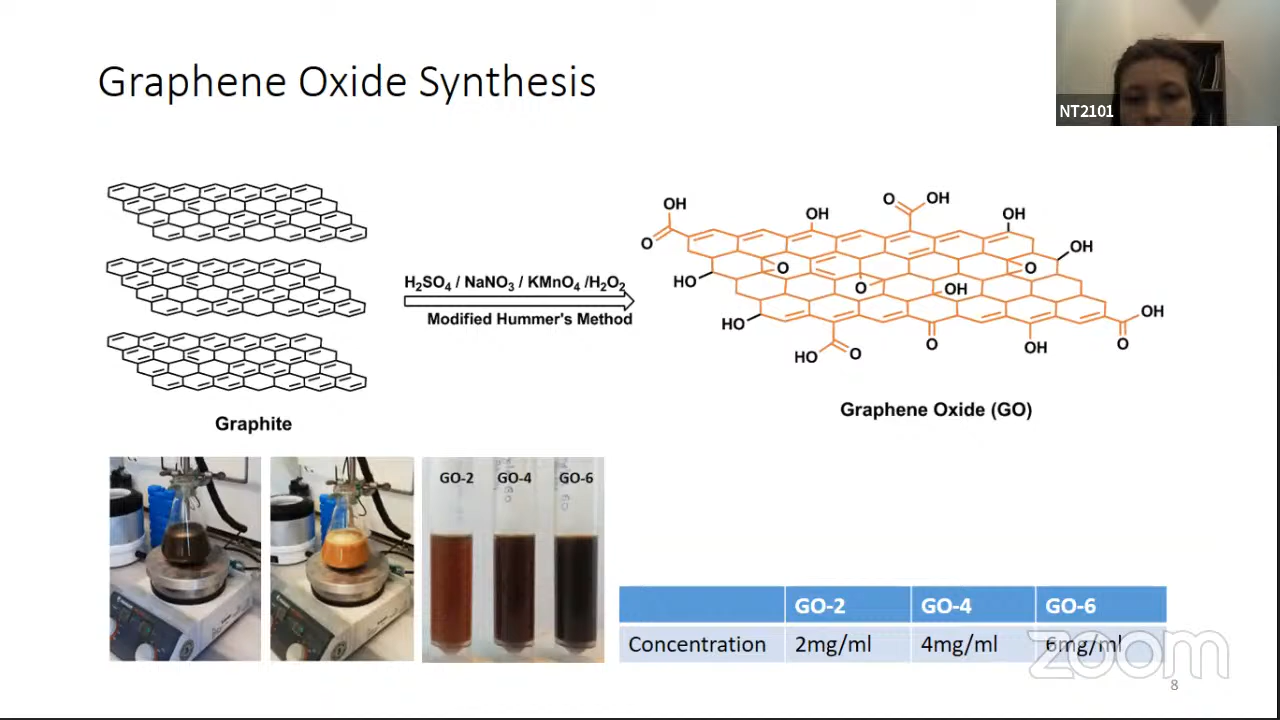 Graphene Oxide Synthesis
NT2101
OH
O
O
OH
OH
OH
OH
HO
O
O
O
OH
HO
HO
O
O
OH
O
OH
O
H₂SO₄ / NaNO₃ / KMnO₄ /H₂O₂
Modified Hummer's Method
Graphite
Graphene Oxide (GO)
GO-2
GO-4
GO-6
GO-2 GO-4 GO-6
Concentration 2mg/ml 4mg/ml 6mg/ml
zoom
8